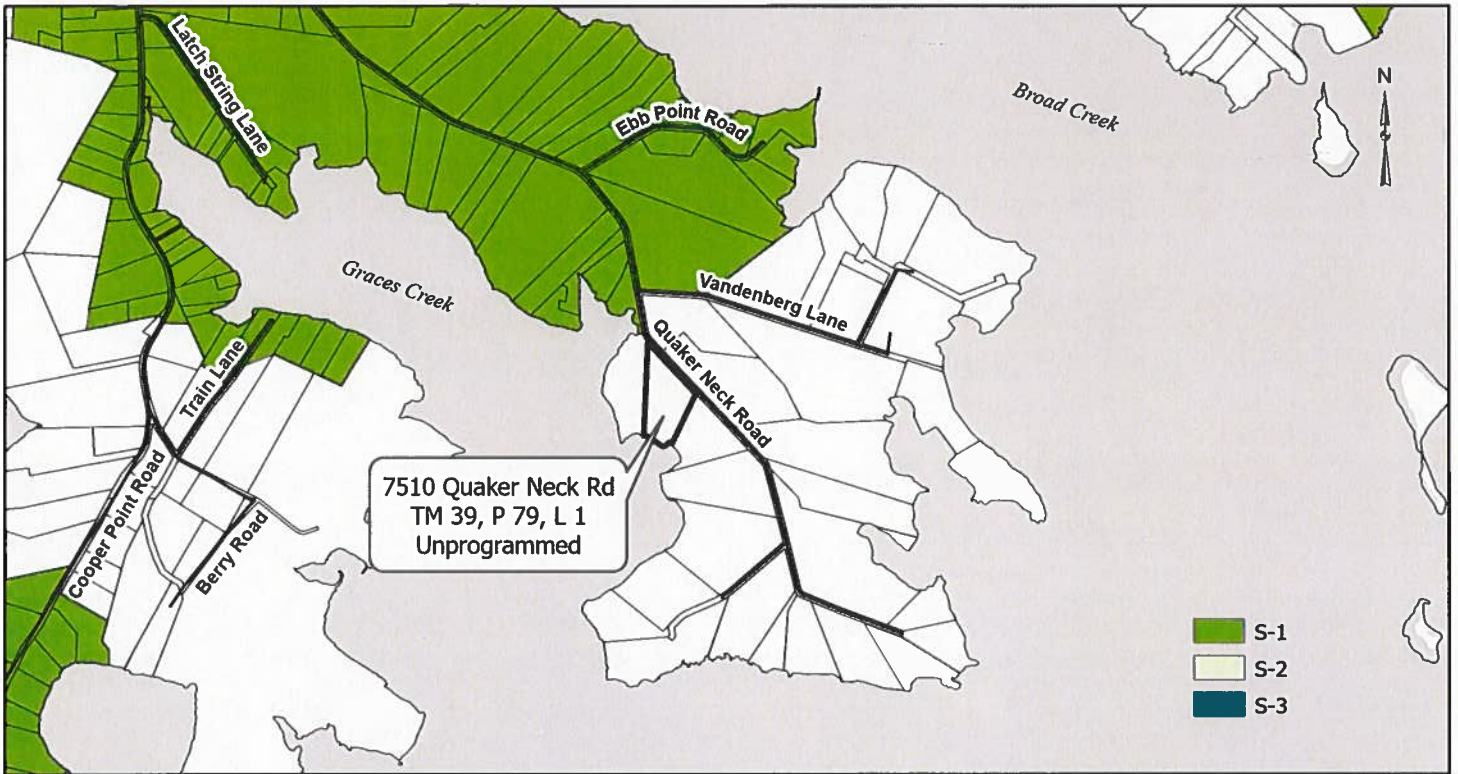 Latch String Lane
Ebb Point Road
Broad Creek
N
Graces Creek
Vandenberg Lane
Quaker Neck Road
Train Lane
7510 Quaker Neck Rd
TM 39, P 79, L 1
Unprogrammed
Cooper Point Road
Berry Road
S-1
S-2
S-3